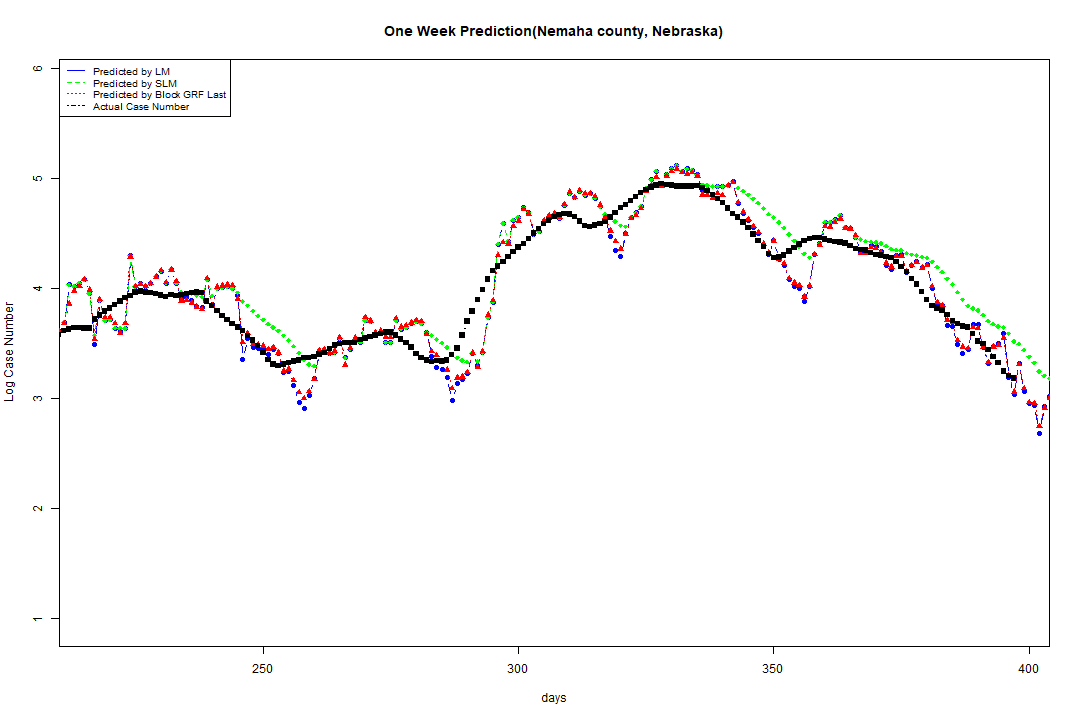 One Week Prediction(Nemaha county, Nebraska)
Predicted by LM
Predicted by SLM
Predicted by Block GRF Last
Actual Case Number
6
5
4
3
2
1
Log Case Number
250 300 350 400
days